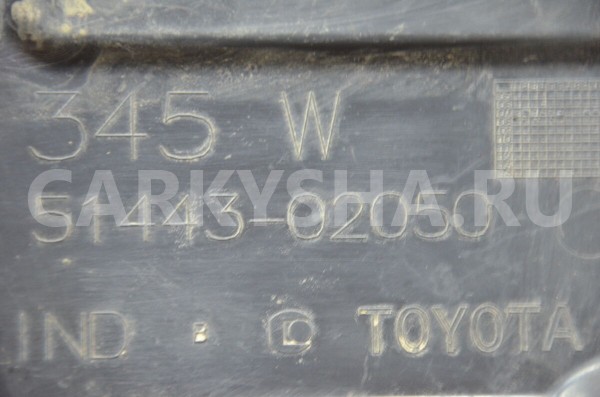 345 W
51443-02050
CARKYSHA.RU
IND B TOYOTA